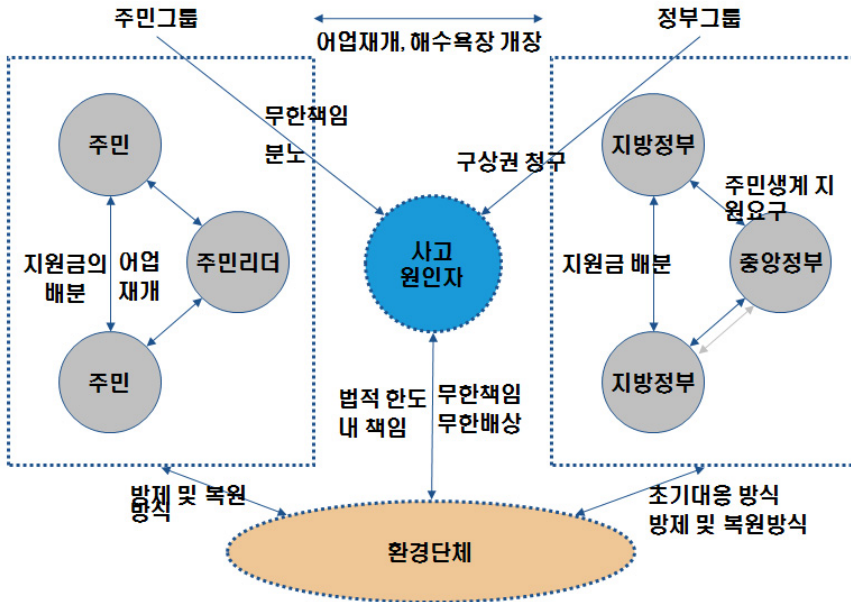 주민그룹
정부그룹
어업재개, 해수욕장 개장
무한책임
분노
구상권 청구
주민
지방정부
주민생계 지
원요구
주민리더
사고
원인자
중앙정부
지원금의
배분
어업
재개
지원금 배분
주민
지방정부
법적 한도
내 책임
무한책임
무한배상
방제 및 복원
방식
초기대응 방식
방제 및 복원방식
환경단체